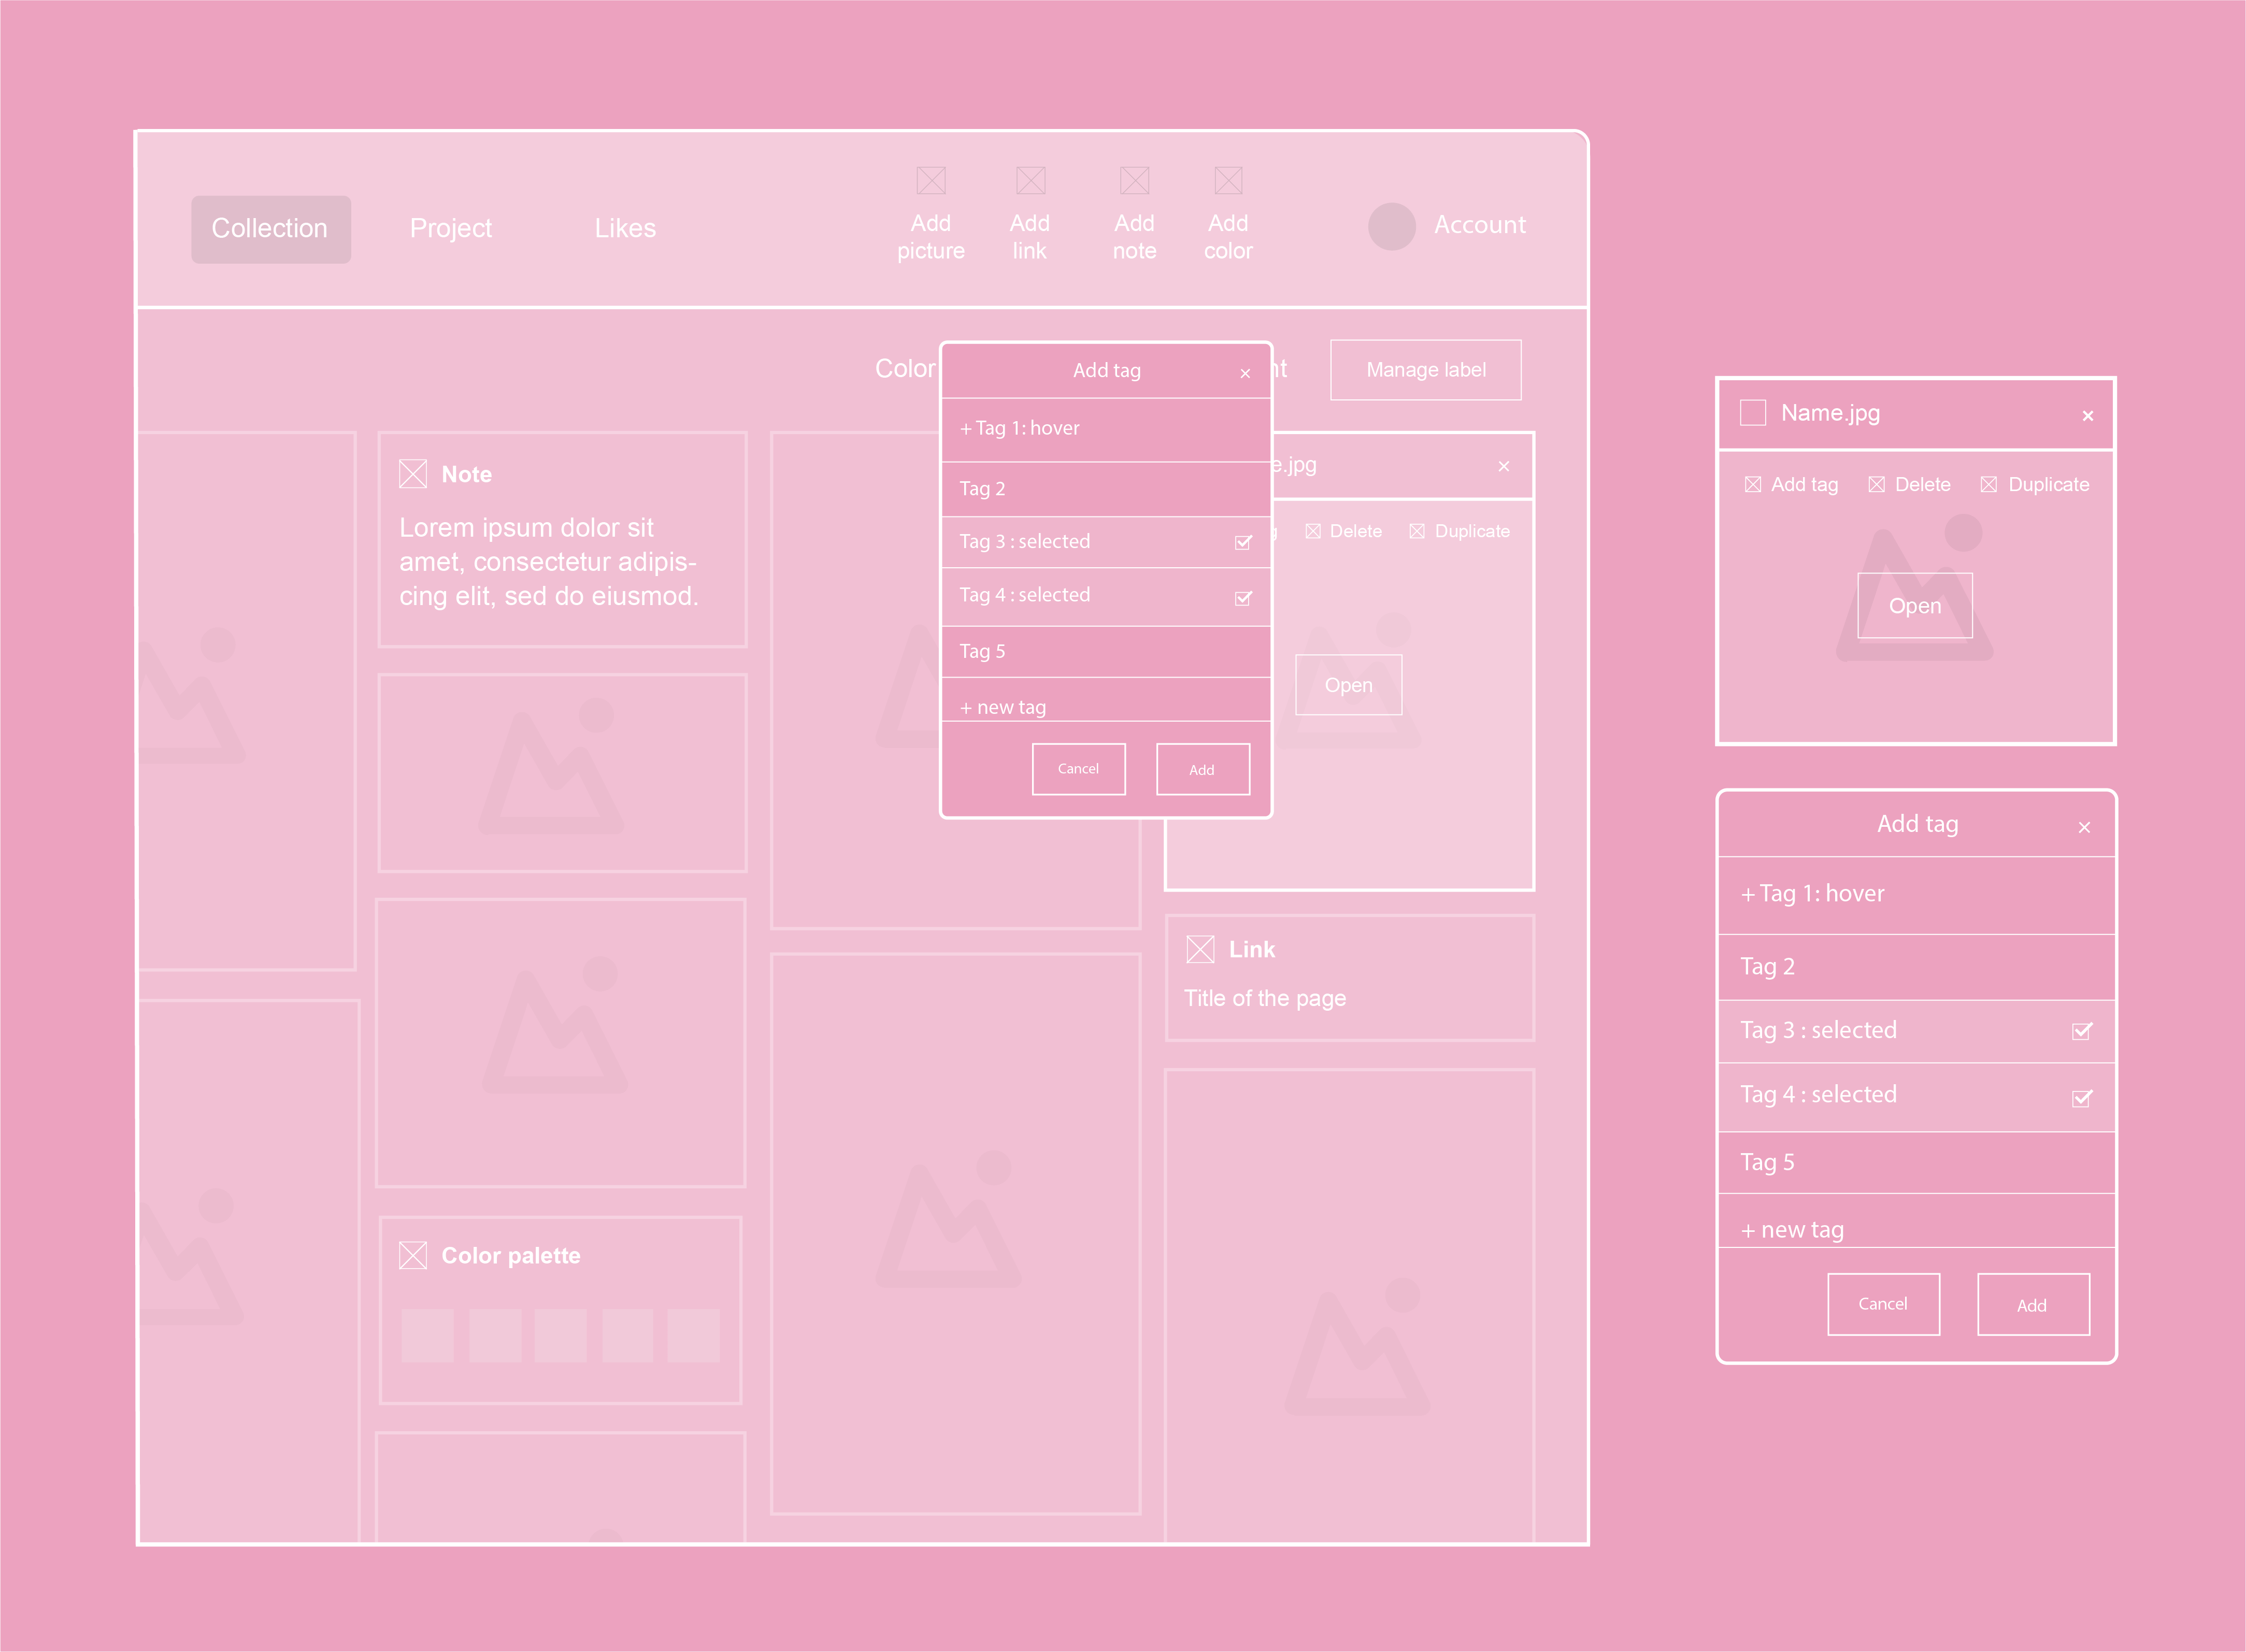 Collection
Project
Likes
Add
picture
Add
link
Add
note
Add
color
Account
Color
nt
Manage label
Add tag ×
+ Tag 1: hover
Tag 2
Tag 3 : selected
Tag 4 : selected
Tag 5
+ new tag
Cancel
Add
e.jpg ×
g
Delete
Duplicate
Open
Note
Lorem ipsum dolor sit
amet, consectetur adipis-
cing elit, sed do eiusmod.
Link
Title of the page
Color palette
Name.jpg ×
Add tag
Delete
Duplicate
Open
Add tag ×
+ Tag 1: hover
Tag 2
Tag 3 : selected
Tag 4 : selected
Tag 5
+ new tag
Cancel
Add